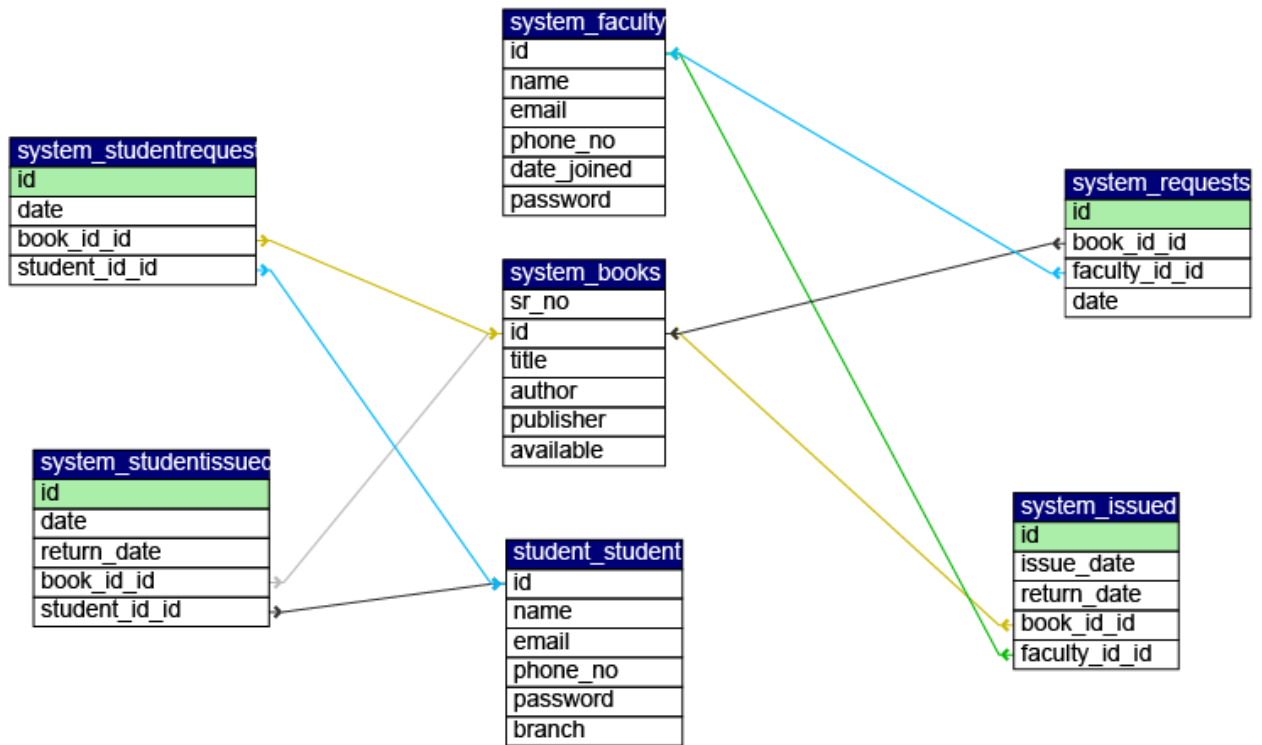 system_faculty
id
name
email
phone_no
date_joined
password
system_studentrequest
id
date
book_id_id
student_id_id
system_requests
id
book_id_id
faculty_id_id
date
system_books
sr_no
id
title
author
publisher
available
system_studentissued
id
date
return_date
book_id_id
student_id_id
system_issued
id
issue_date
return_date
book_id_id
faculty_id_id
student_student
id
name
email
phone_no
password
branch